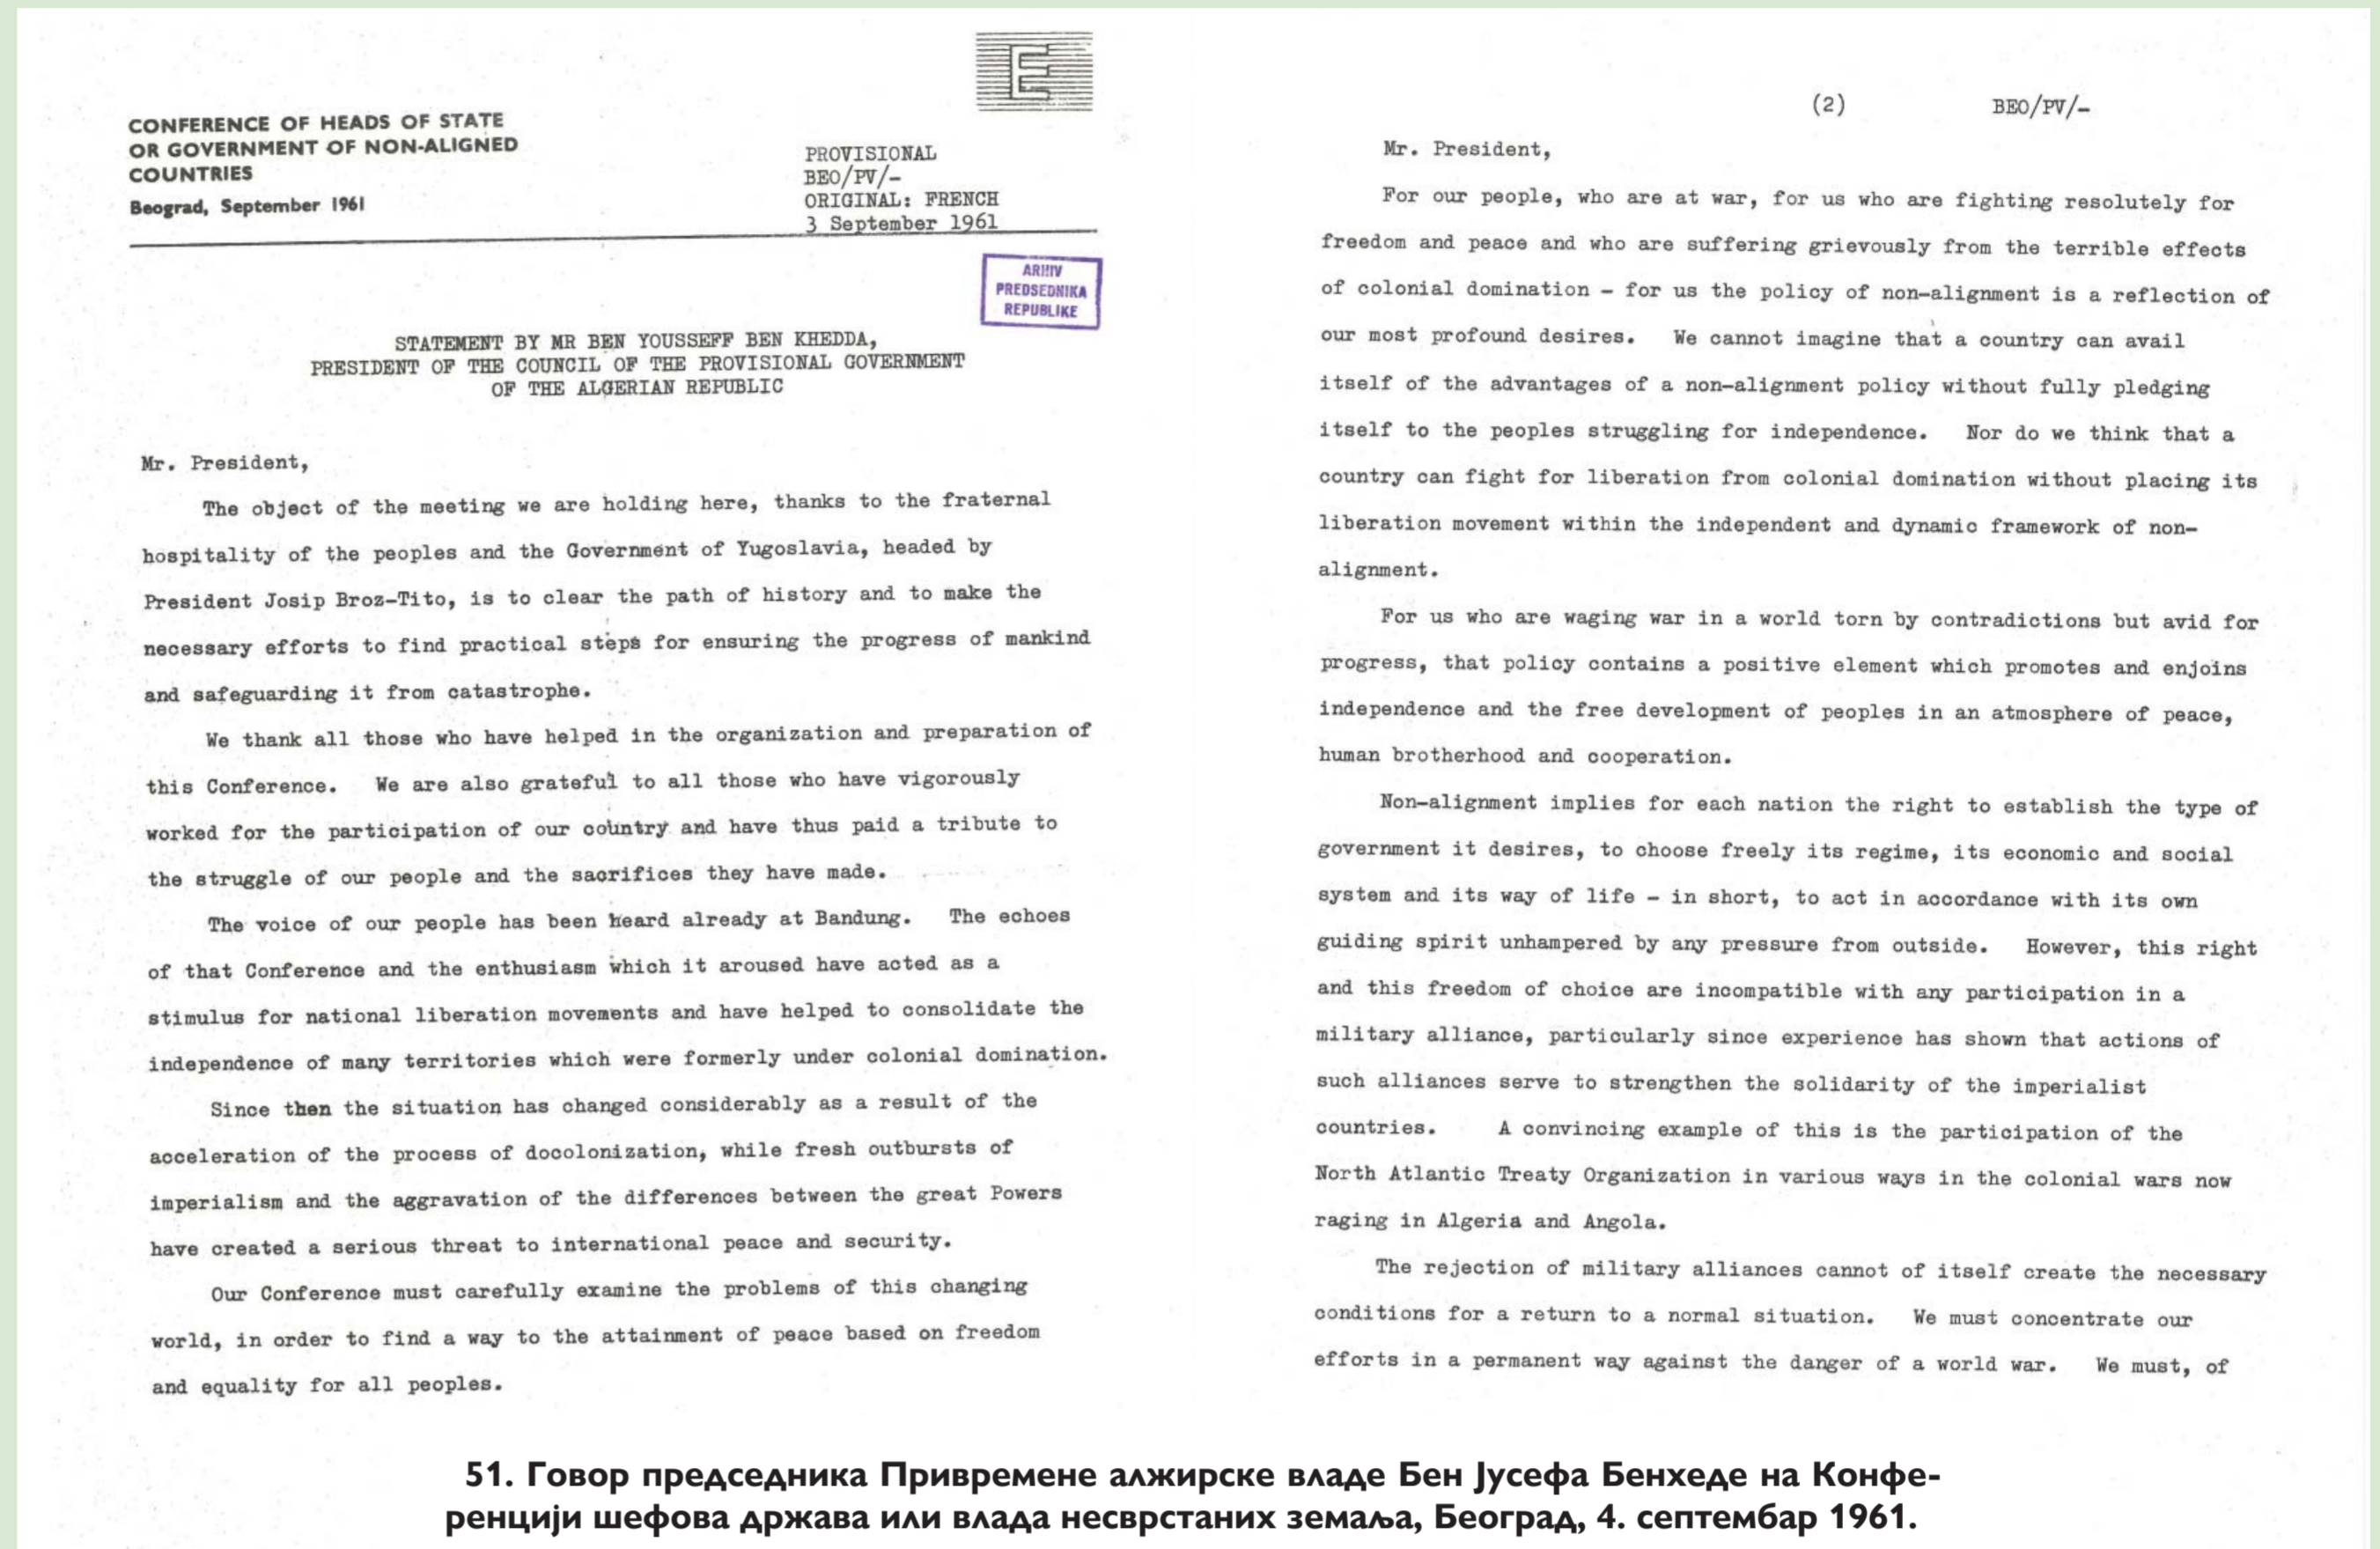 E
CONFERENCE OF HEADS OF STATE
OR GOVERNMENT OF NON-ALIGNED
COUNTRIES
Beograd, September 1961
PROVISIONAL
BEO/PV/-
ORIGINAL: FRENCH
3 September 1961
ARHIV
PREDSEDNIKA
REPUBLIKE
STATEMENT BY MR BEN YOUSSEFF BEN KHEDDA,
PRESIDENT OF THE COUNCIL OF THE PROVISIONAL GOVERNMENT
OF THE ALGERIAN REPUBLIC
Mr. President,
The object of the meeting we are holding here, thanks to the fraternal
hospitality of the peoples and the Government of Yugoslavia, headed by
President Josip Broz-Tito, is to clear the path of history and to make the
necessary efforts to find practical steps for ensuring the progress of mankind
and safeguarding it from catastrophe.
We thank all those who have helped in the organization and preparation of
this Conference. We are also grateful to all those who have vigorously
worked for the participation of our country and have thus paid a tribute to
the struggle of our people and the sacrifices they have made.
The voice of our people has been heard already at Bandung. The echoes
of that Conference and the enthusiasm which it aroused have acted as a
stimulus for national liberation movements and have helped to consolidate the
independence of many territories which were formerly under colonial domination.
Since then the situation has changed considerably as a result of the
acceleration of the process of docolonization, while fresh outbursts of
imperialism and the aggravation of the differences between the great Powers
have created a serious threat to international peace and security.
Our Conference must carefully examine the problems of this changing
world, in order to find a way to the attainment of peace based on freedom
and equality for all peoples.
(2) BEO/PV/-
Mr. President,
For our people, who are at war, for us who are fighting resolutely for
freedom and peace and who are suffering grievously from the terrible effects
of colonial domination - for us the policy of non-alignment is a reflection of
our most profound desires. We cannot imagine that a country can avail
itself of the advantages of a non-alignment policy without fully pledging
itself to the peoples struggling for independence. Nor do we think that a
country can fight for liberation from colonial domination without placing its
liberation movement within the independent and dynamic framework of non-
alignment.
For us who are waging war in a world torn by contradictions but avid for
progress, that policy contains a positive element which promotes and enjoins
independence and the free development of peoples in an atmosphere of peace,
human brotherhood and cooperation.
Non-alignment implies for each nation the right to establish the type of
government it desires, to choose freely its regime, its economic and social
system and its way of life - in short, to act in accordance with its own
guiding spirit unhampered by any pressure from outside. However, this right
and this freedom of choice are incompatible with any participation in a
military alliance, particularly since experience has shown that actions of
such alliances serve to strengthen the solidarity of the imperialist
countries. A convincing example of this is the participation of the
North Atlantic Treaty Organization in various ways in the colonial wars now
raging in Algeria and Angola.
The rejection of military alliances cannot of itself create the necessary
conditions for a return to a normal situation. We must concentrate our
efforts in a permanent way against the danger of a world war. We must, of
51. Говор председника Привремене алжирске владе Бен Јусефа Бенхеде на Конфе-
ренцији шефова држава или влада несврстаних земаља, Београд, 4. септембар 1961.